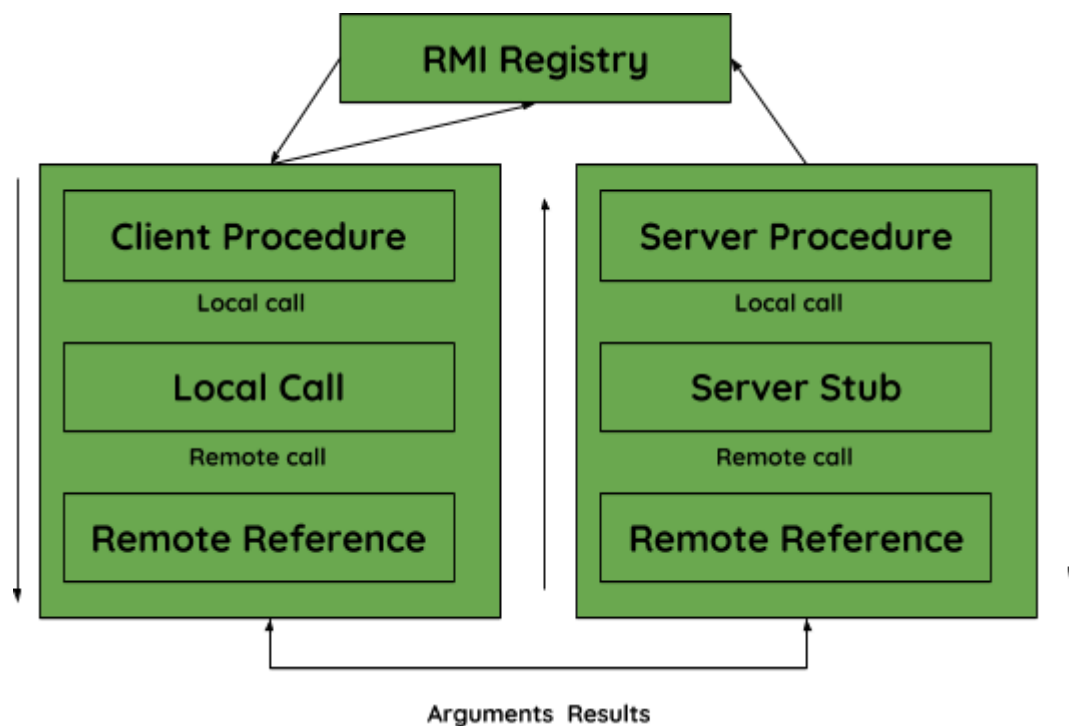 RMI Registry
Client Procedure
Local call
Local Call
Remote call
Remote Reference
Server Procedure
Local call
Server Stub
Remote call
Remote Reference
Arguments Results